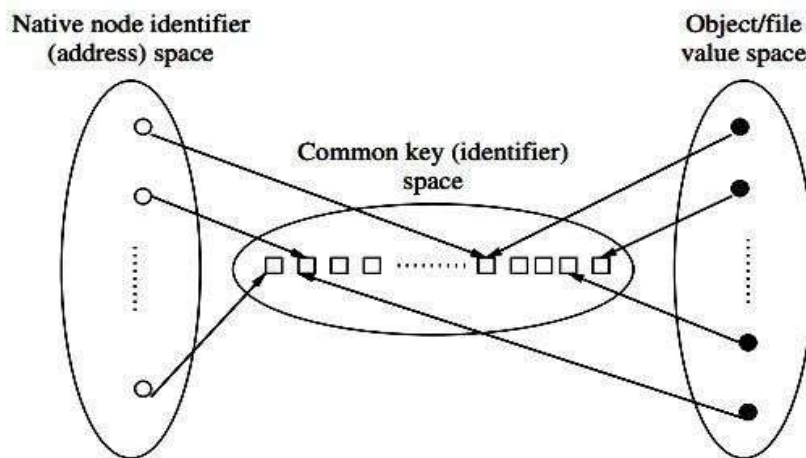 Native node identifier
(address) space
Object/file
value space
Common key (identifier)
space